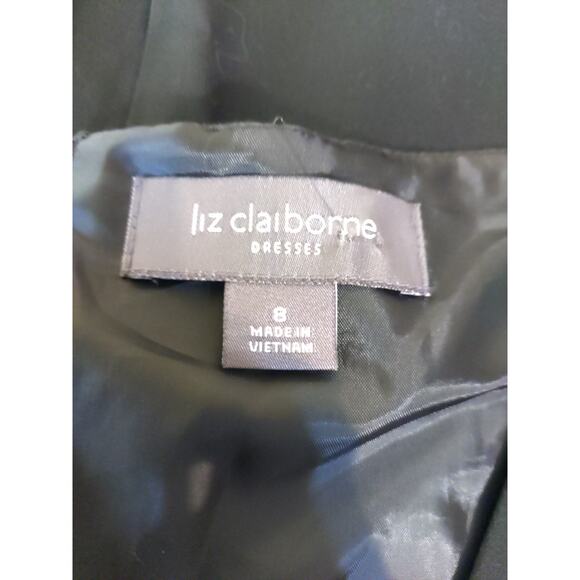 liz claiborne
DRESSES
8
MADE IN
VIETNAM